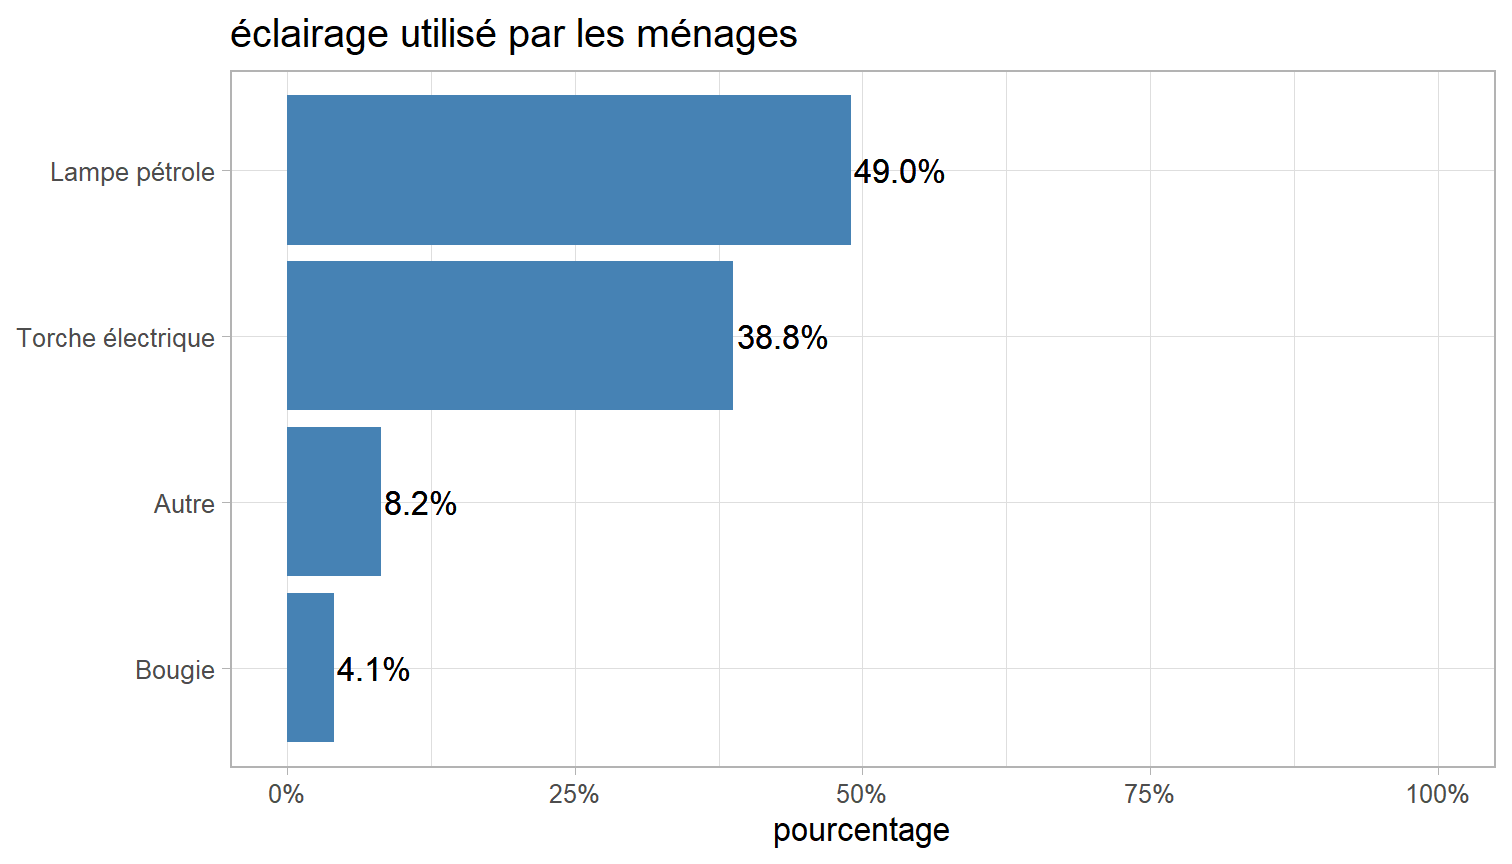 éclairage utilisé par les ménages
Lampe pétrole
49.0%
Torche électrique
38.8%
Autre
8.2%
Bougie
4.1%
0% 25% 50% 75% 100%
pourcentage